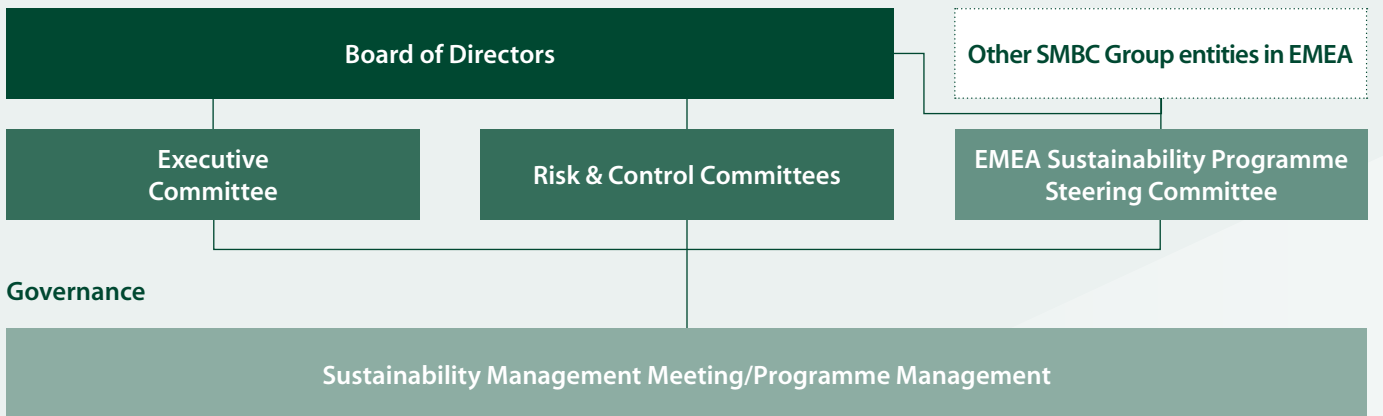 Board of Directors
Other SMBC Group entities in EMEA
Executive
Committee
Risk & Control Committees
EMEA Sustainability Programme
Steering Committee
Governance
Sustainability Management Meeting/Programme Management